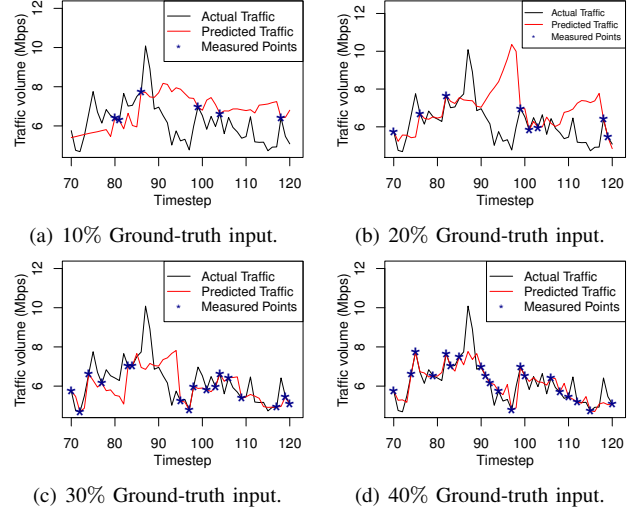 Traffic volume (Mbps)
12
10
8
6
Actual Traffic
Predicted Traffic
Measured Points
70 80 90 100 110 120
Timestep
(a) 10% Ground-truth input.
Traffic volume (Mbps)
12
10
8
6
Actual Traffic
Predicted Traffic
Measured Points
70 80 90 100 110 120
Timestep
(b) 20% Ground-truth input.
Traffic volume (Mbps)
12
10
8
6
Actual Traffic
Predicted Traffic
Measured Points
70 80 90 100 110 120
Timestep
(c) 30% Ground-truth input.
Traffic volume (Mbps)
12
10
8
6
Actual Traffic
Predicted Traffic
Measured Points
70 80 90 100 110 120
Timestep
(d) 40% Ground-truth input.